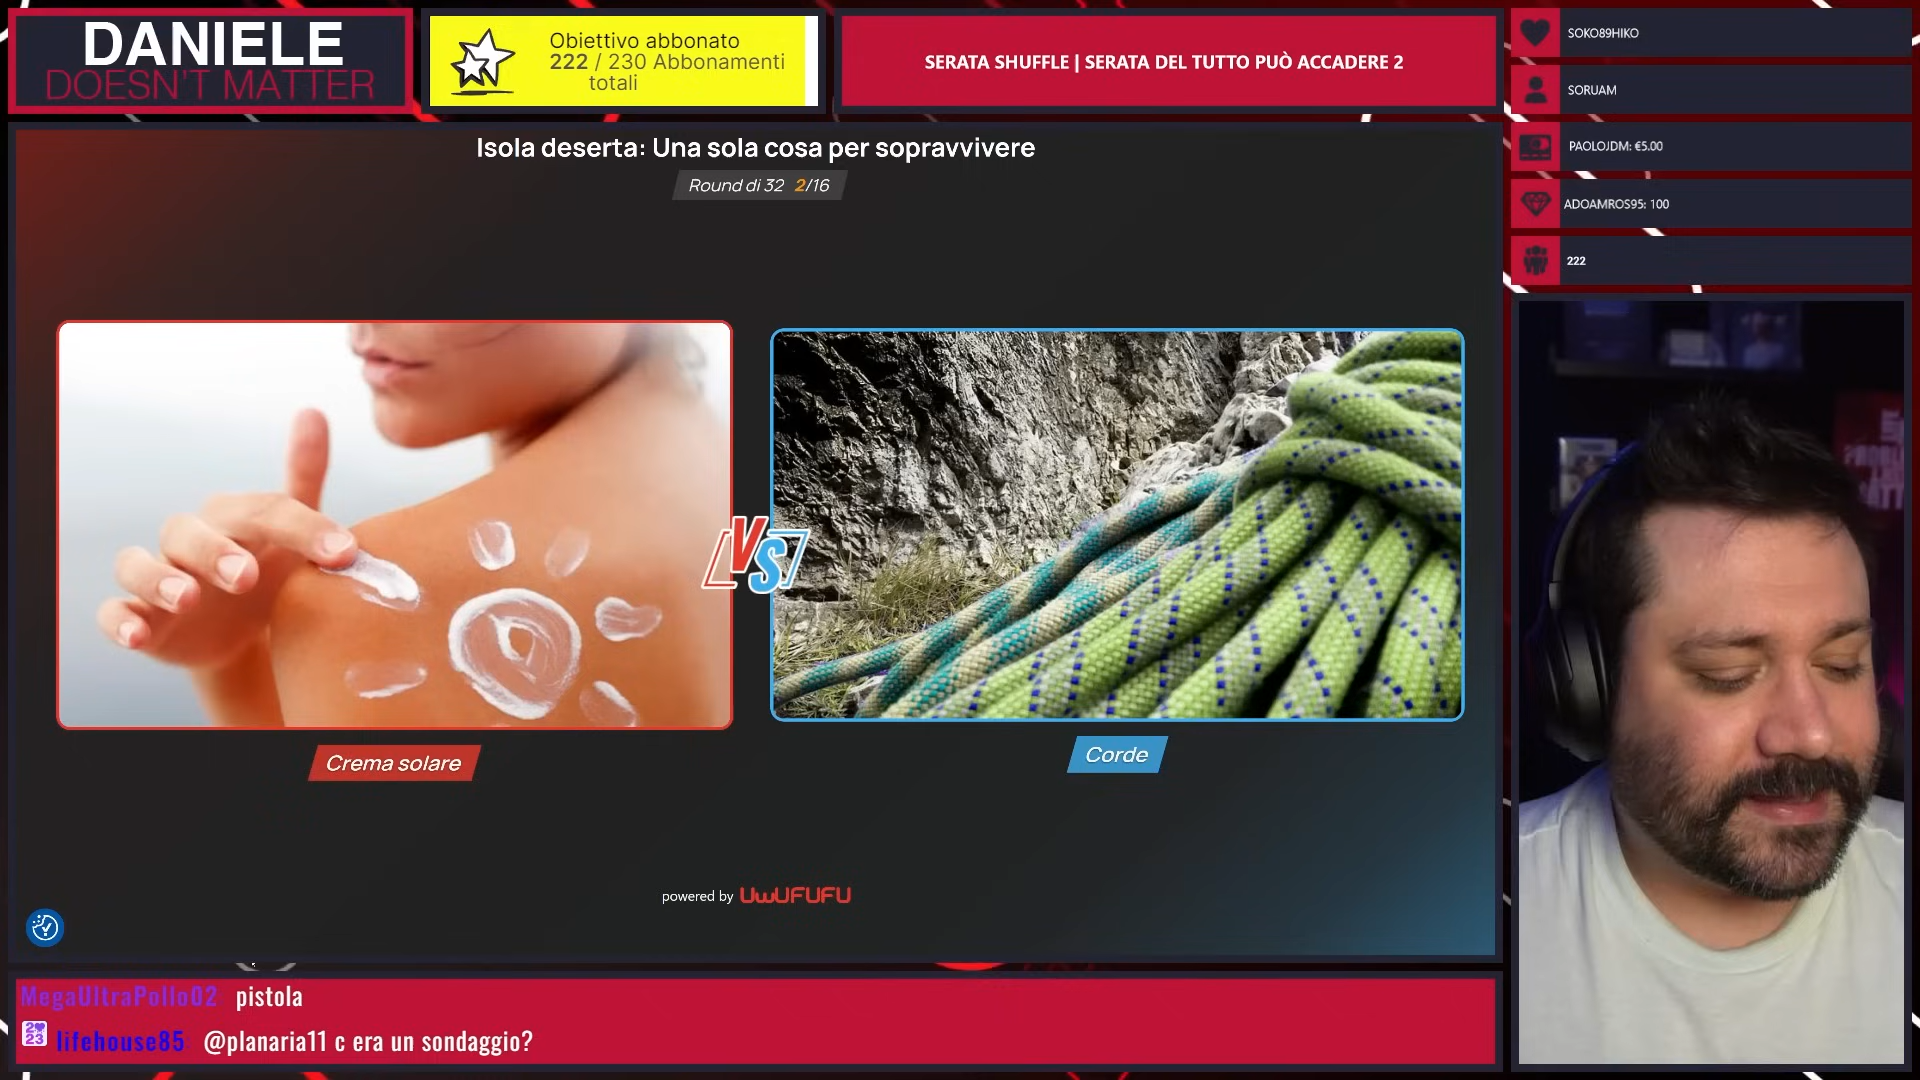 DANIELE
DOESN'T MATTER
Obiettivo abbonato
222 / 230 Abbonamenti
totali
SERATA SHUFFLE | SERATA DEL TUTTO PUÒ ACCADERE 2
SOKO89HIKO
SORUAM
PAOLOJDM: €5.00
ADOAMROS95: 100
222
Isola deserta: Una sola cosa per sopravvivere
Round di 32 2/16
VS
Crema solare
Corde
powered by UWUFUFU
MegaUltraPollo02: pistola
lifehouse85: @planaria11 c era un sondaggio?